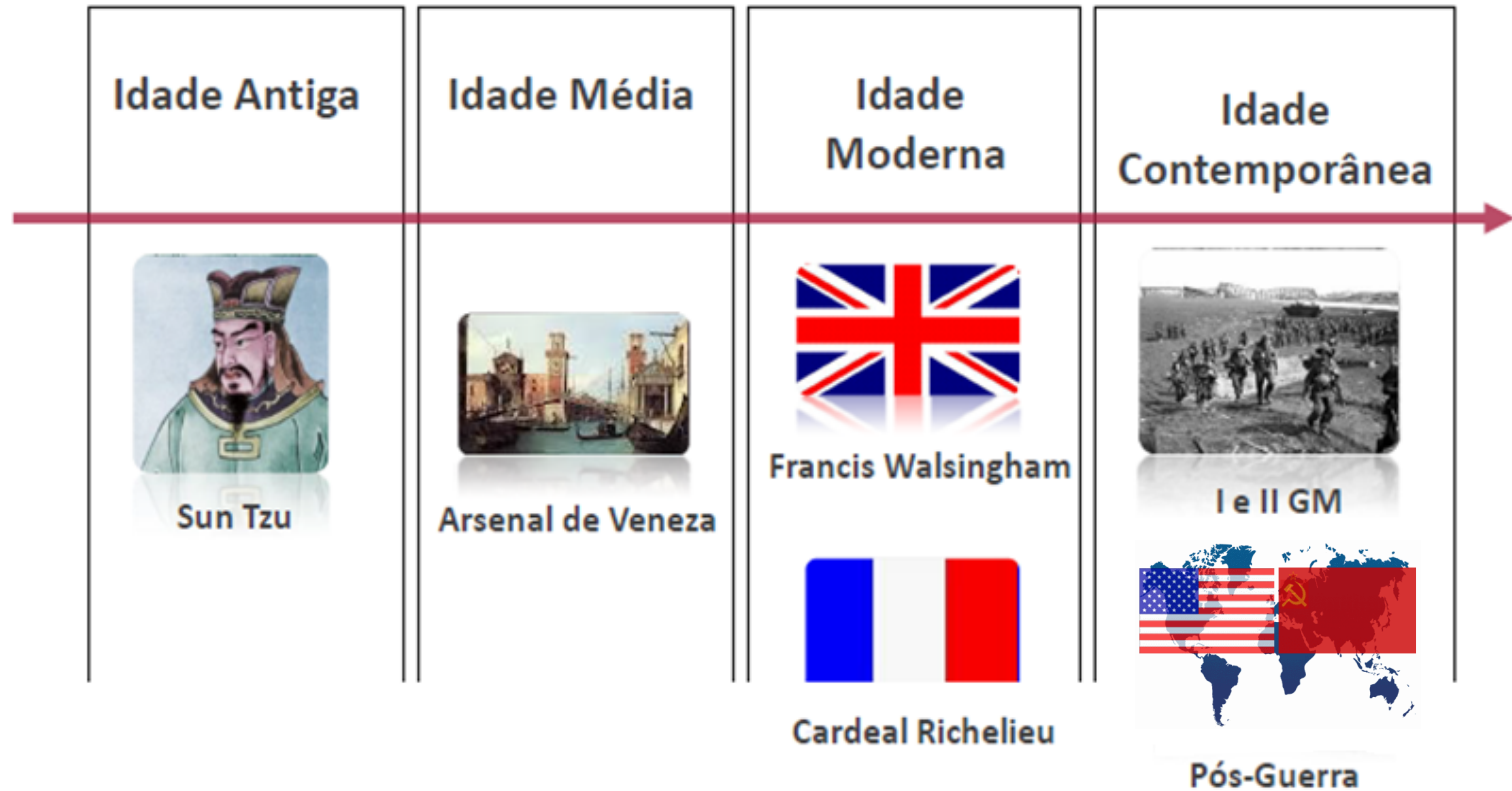 Idade Antiga
Idade Média
Idade
Moderna
Idade
Contemporânea
Sun Tzu
Arsenal de Veneza
Francis Walsingham
Cardeal Richelieu
I e II GM
Pós-Guerra